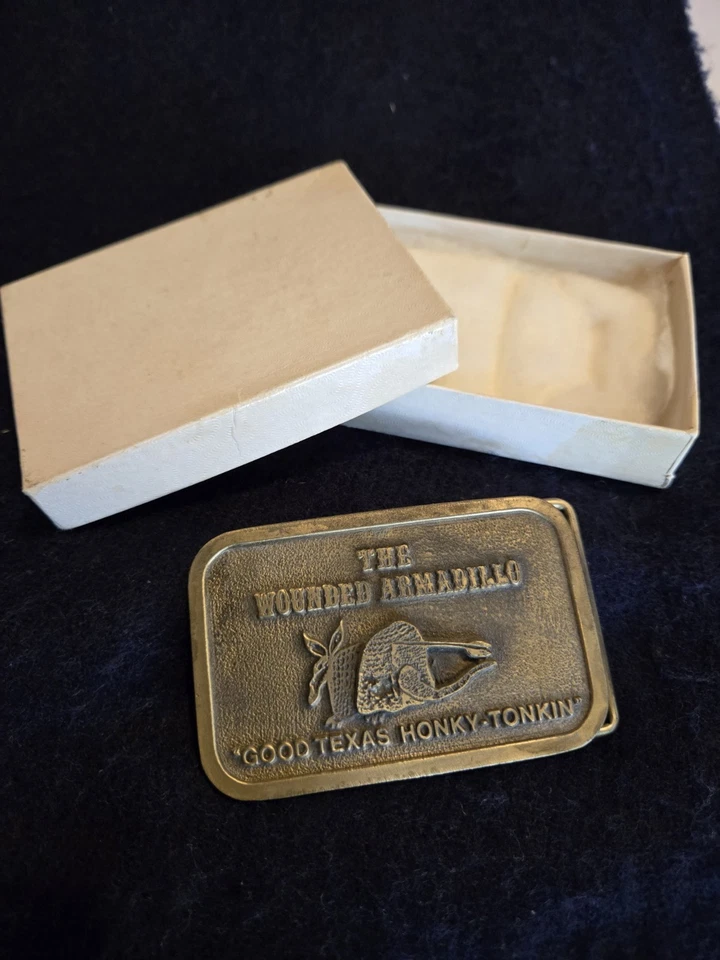 THE
WOUNDED ARMADILLO
"GOOD TEXAS HONKY-TONKIN"